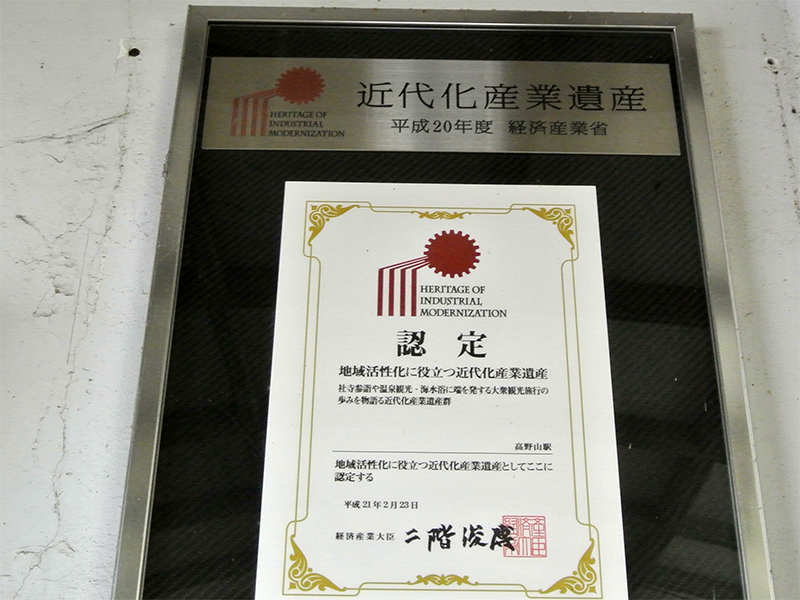 HERITAGE OF
INDUSTRIAL
MODERNIZATION
近代化産業遺産
平成20年度 経済産業省
HERITAGE OF
INDUSTRIAL
MODERNIZATION
認定
地域活性化に役立つ近代化産業遺産
社寺参詣や温泉観光・海水浴に端を発する大衆観光旅行の
歩みを物語る近代化産業遺産群
高野山駅
地域活性化に役立つ近代化産業遺産としてここに
認定する
平成21年2月23日
経済産業大臣 二階俊博